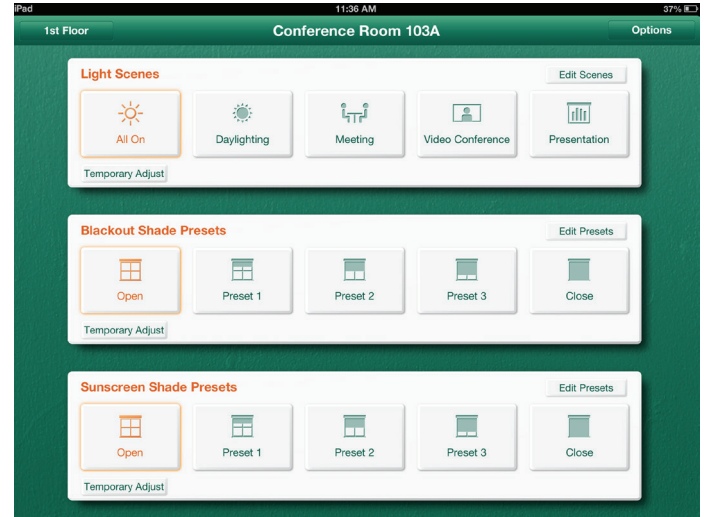 iPad 11:36 AM 37%
1st Floor Conference Room 103A Options
Light Scenes Edit Scenes
All On Daylighting Meeting Video Conference Presentation
Temporary Adjust
Blackout Shade Presets Edit Presets
Open Preset 1 Preset 2 Preset 3 Close
Temporary Adjust
Sunscreen Shade Presets Edit Presets
Open Preset 1 Preset 2 Preset 3 Close
Temporary Adjust